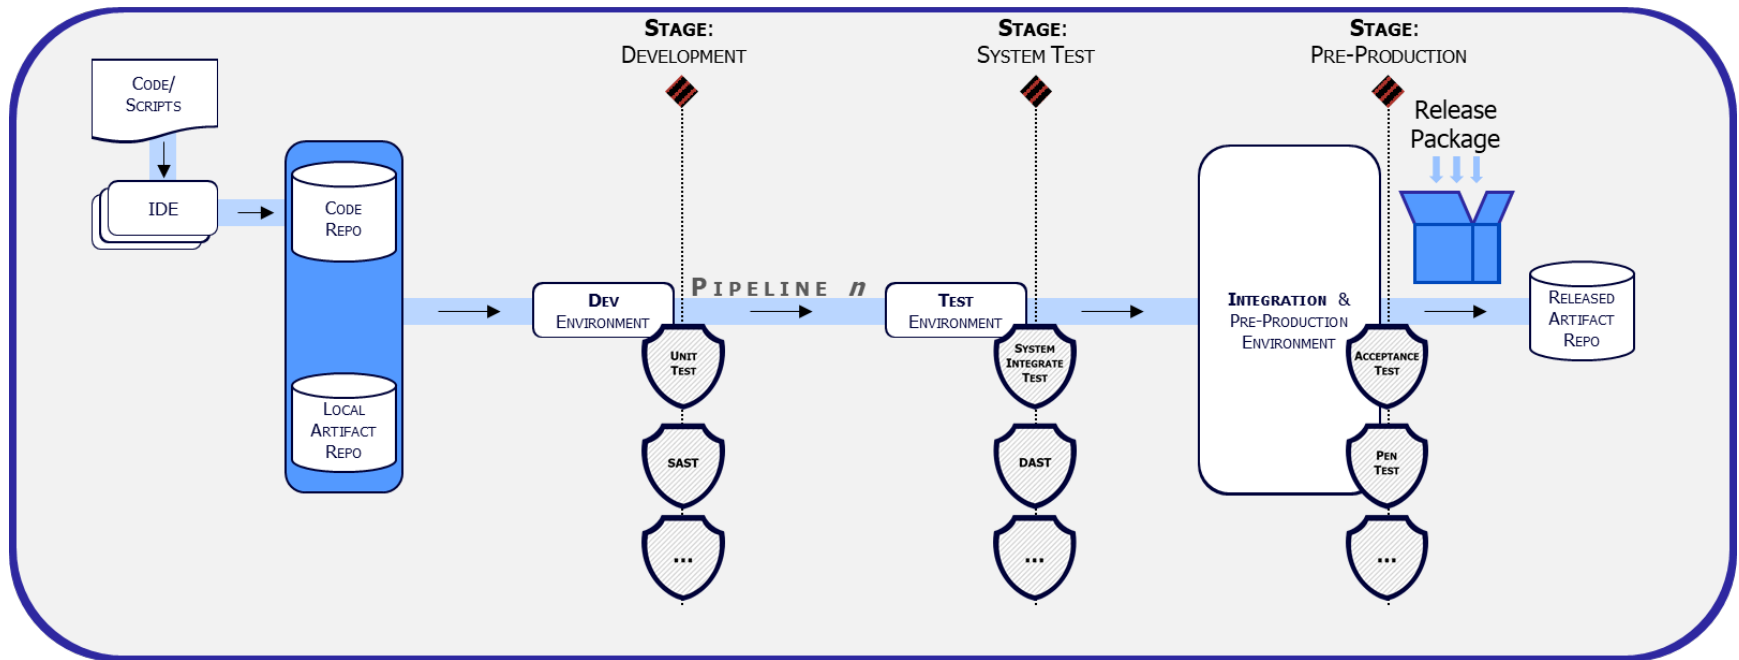 STAGE:
DEVELOPMENT
STAGE:
SYSTEM TEST
STAGE:
PRE-PRODUCTION
CODE/
SCRIPTS
Release
Package
IDE
CODE
REPO
PIPELINE n
DEV
ENVIRONMENT
TEST
ENVIRONMENT
INTEGRATION &
PRE-PRODUCTION
ENVIRONMENT
RELEASED
ARTIFACT
REPO
UNIT
TEST
SYSTEM
INTEGRATE
TEST
ACCEPTANCE
TEST
LOCAL
ARTIFACT
REPO
SAST
DAST
PEN
TEST
...
...
...